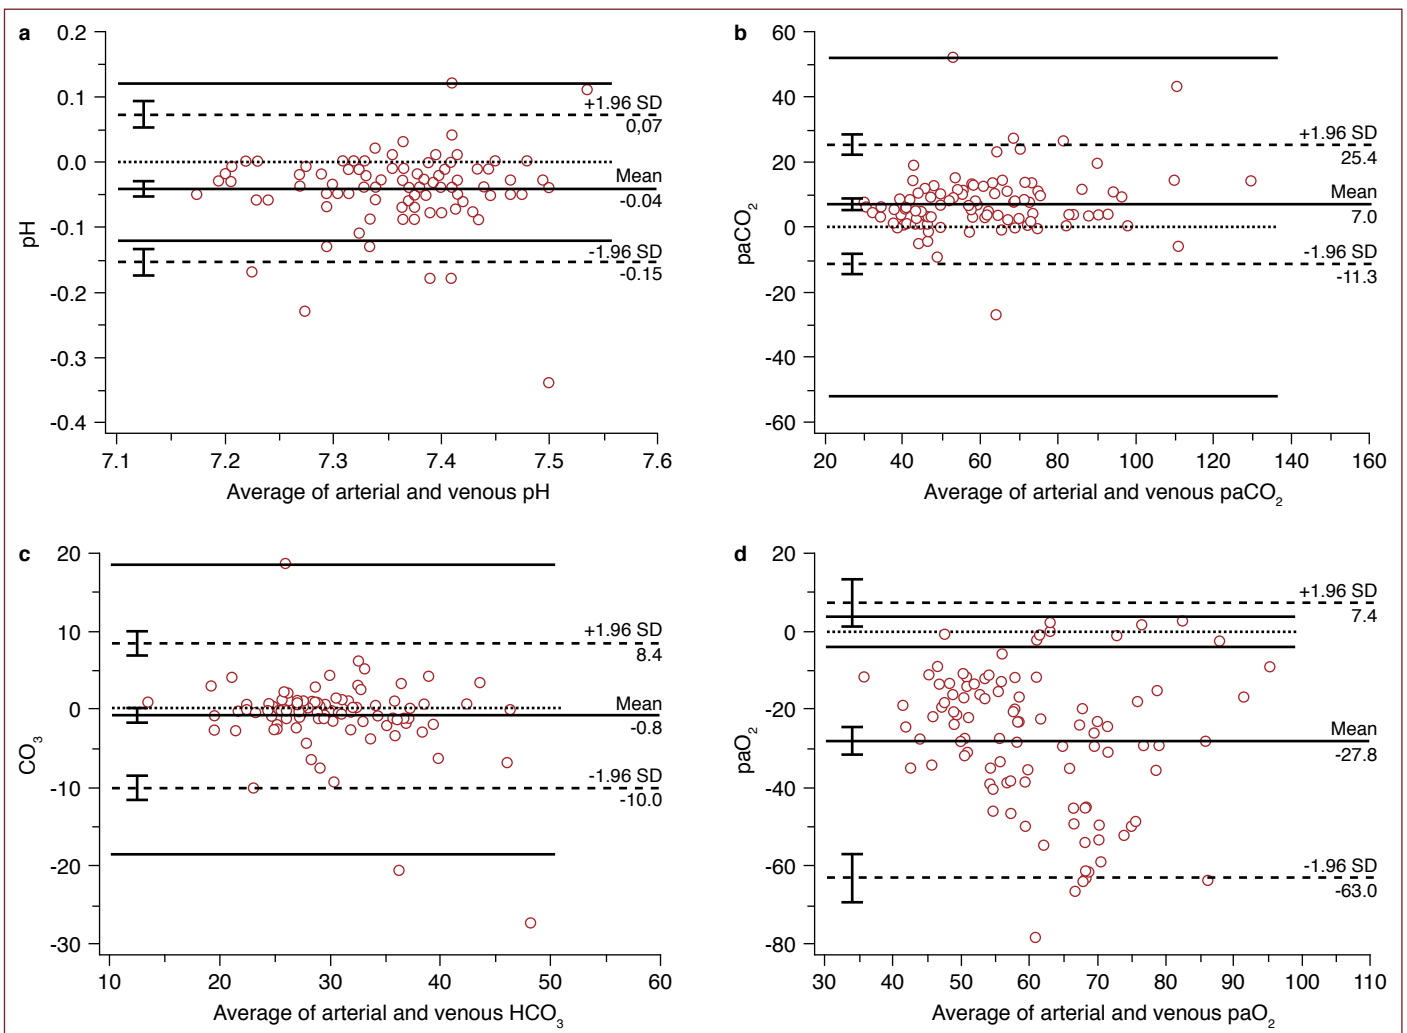 a
0.2
0.1
0.0
-0.1
-0.2
-0.3
-0.4
pH
+1.96 SD
0,07
Mean
-0.04
-1.96 SD
-0.15
7.1 7.2 7.3 7.4 7.5 7.6
Average of arterial and venous pH
b
60
40
20
0
-20
-40
-60
paCO2
+1.96 SD
25.4
Mean
7.0
-1.96 SD
-11.3
20 40 60 80 100 120 140 160
Average of arterial and venous paCO2
c
20
10
0
-10
-20
-30
CO3
+1.96 SD
8.4
Mean
-0.8
-1.96 SD
-10.0
10 20 30 40 50 60
Average of arterial and venous HCO3
d
20
0
-20
-40
-60
-80
paO2
+1.96 SD
7.4
Mean
-27.8
-1.96 SD
-63.0
30 40 50 60 70 80 90 100 110
Average of arterial and venous paO2